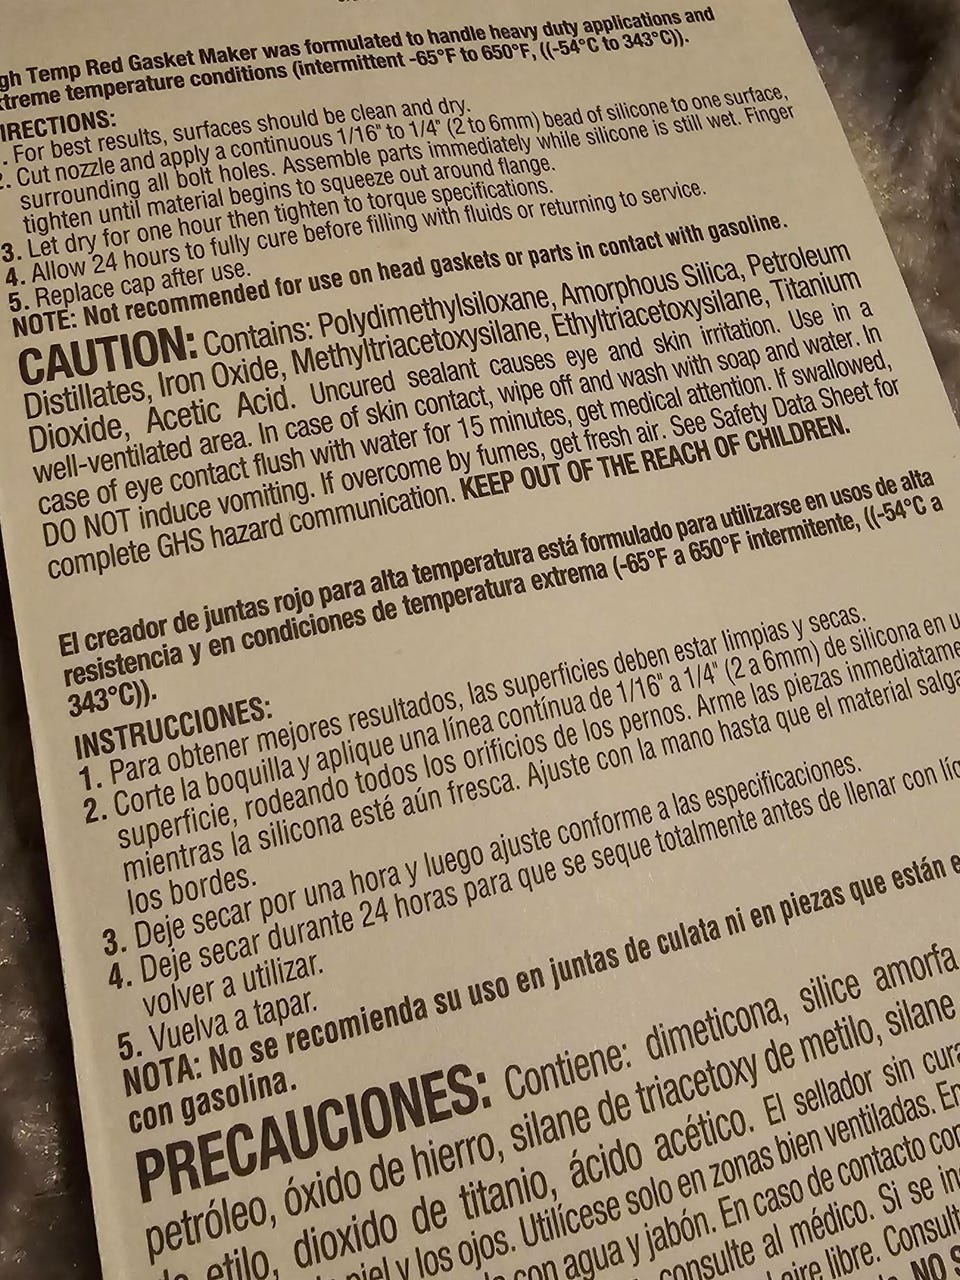 gh Temp Red Gasket Maker was formulated to handle heavy duty applications and
xtreme temperature conditions (intermittent -65°F to 650°F, ((-54°C to 343°C)).
IRECTIONS:
. For best results, surfaces should be clean and dry.
2. Cut nozzle and apply a continuous 1/16" to 1/4" (2 to 6mm) bead of silicone to one surface,
surrounding all bolt holes. Assemble parts immediately while silicone is still wet. Finger
tighten until material begins to squeeze out around flange.
3. Let dry for one hour then tighten to torque specifications.
4. Allow 24 hours to fully cure before filling with fluids or returning to service.
5. Replace cap after use.
NOTE: Not recommended for use on head gaskets or parts in contact with gasoline.
CAUTION: Contains: Polydimethylsiloxane, Amorphous Silica, Petroleum
Distillates, Iron Oxide, Methyltriacetoxysilane, Ethyltriacetoxysilane, Titanium
Dioxide, Acetic Acid. Uncured sealant causes eye and skin irritation. Use in a
well-ventilated area. In case of skin contact, wipe off and wash with soap and water. In
case of eye contact flush with water for 15 minutes, get medical attention. If swallowed,
DO NOT induce vomiting. If overcome by fumes, get fresh air. See Safety Data Sheet for
complete GHS hazard communication. KEEP OUT OF THE REACH OF CHILDREN.
El creador de juntas rojo para alta temperatura está formulado para utilizarse en usos de alta
resistencia y en condiciones de temperatura extrema (-65°F a 650°F intermitente, ((-54°C a
343°C)).
INSTRUCCIONES:
1. Para obtener mejores resultados, las superficies deben estar limpias y secas.
2. Corte la boquilla y aplique una línea contínua de 1/16" a 1/4" (2 a 6mm) de silicona en u
superficie, rodeando todos los orificios de los pernos. Arme las piezas inmediatame
mientras la silicona esté aún fresca. Ajuste con la mano hasta que el material salga
los bordes.
3. Deje secar por una hora y luego ajuste conforme a las especificaciones.
4. Deje secar durante 24 horas para que se seque totalmente antes de llenar con líq
volver a utilizar.
5. Vuelva a tapar.
NOTA: No se recomienda su uso en juntas de culata ni en piezas que están e
con gasolina.
PRECAUCIONES: Contiene: dimeticona, silice amorfa
petróleo, óxido de hierro, silane de triacetoxy de metilo, silane
de etilo, dioxido de titanio, ácido acético. El sellador sin cura
piel y los ojos. Utilícese solo en zonas bien ventiladas. En
con agua y jabón. En caso de contacto con
consulte al médico. Si se in
aire libre. Consult
NO S